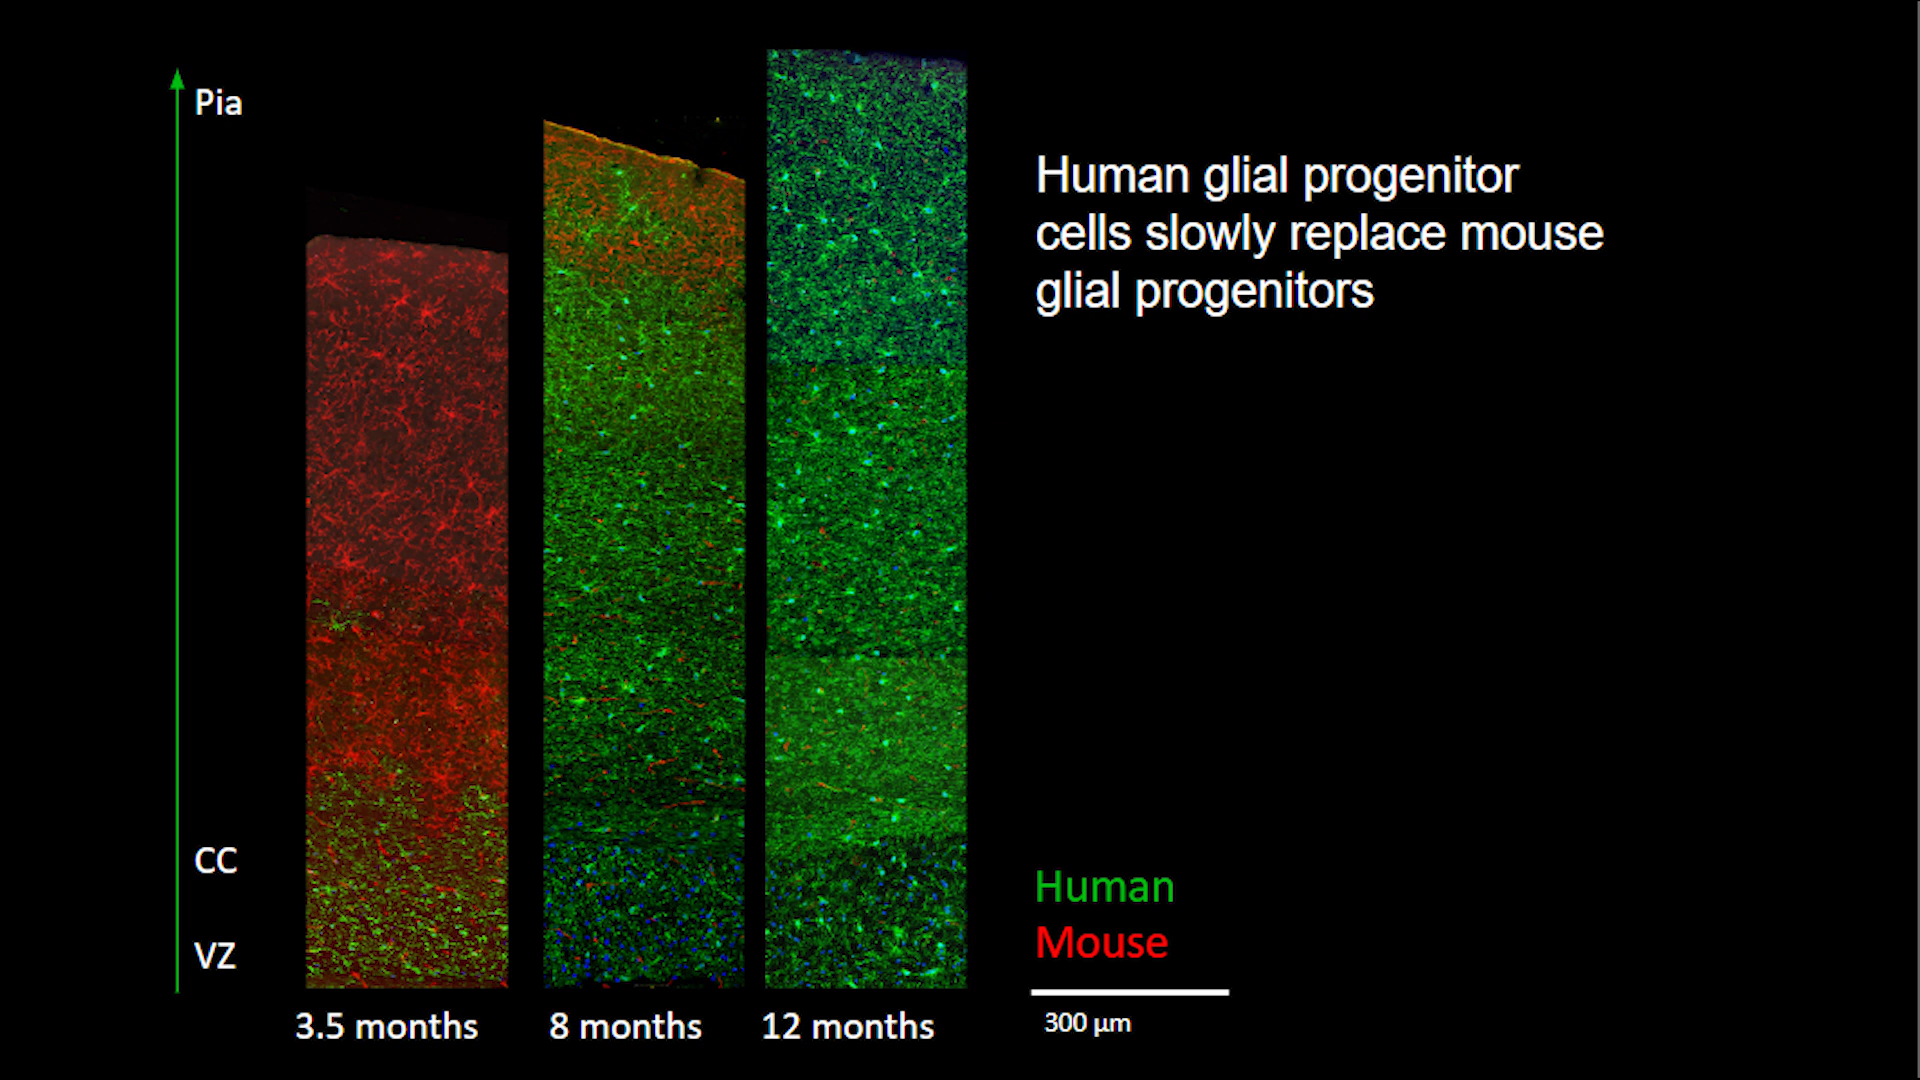 Pia
CC
VZ
3.5 months
8 months
12 months
Human glial progenitor
cells slowly replace mouse
glial progenitors
Human
Mouse
300 µm